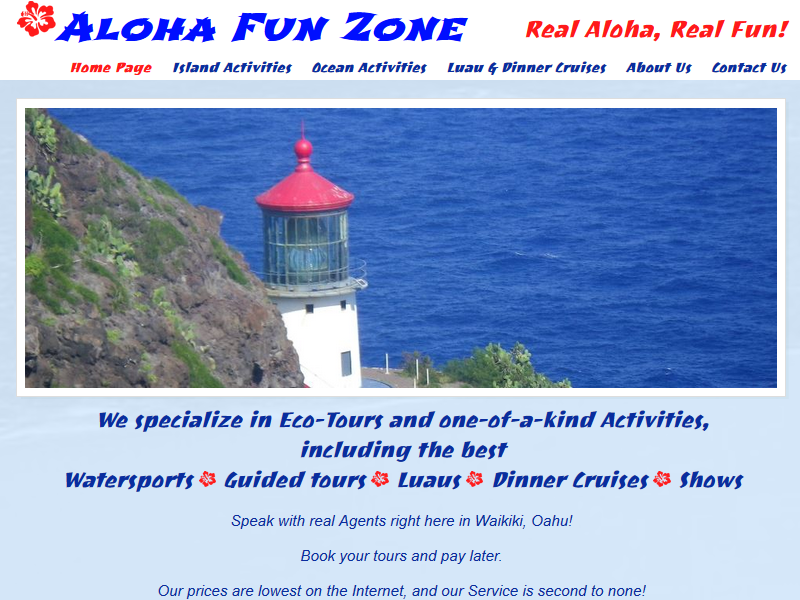 Aloha Fun Zone
Real Aloha, Real Fun!
Home Page Island Activities Ocean Activities Luau & Dinner Cruises About Us Contact Us
We specialize in Eco-Tours and one-of-a-kind Activities,
including the best
Watersports Guided tours Luaus Dinner Cruises Shows
Speak with real Agents right here in Waikiki, Oahu!
Book your tours and pay later.
Our prices are lowest on the Internet, and our Service is second to none!